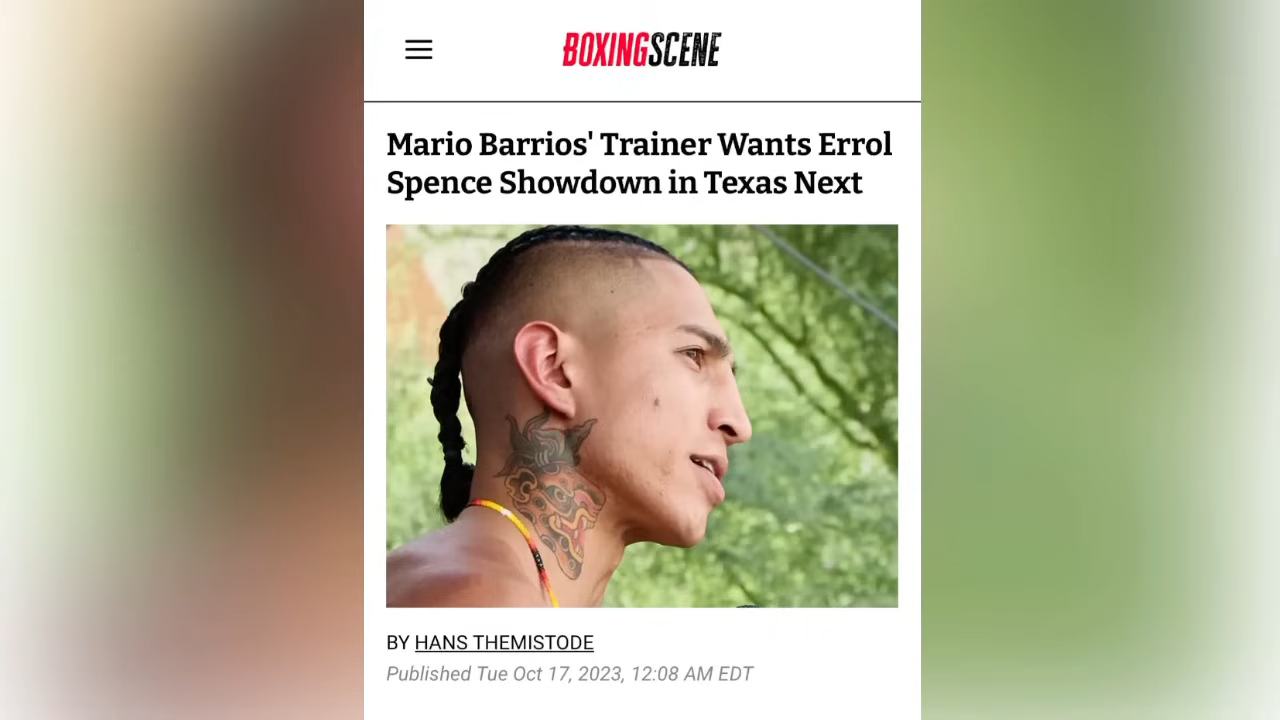 BOXINGSCENE
Mario Barrios' Trainer Wants Errol
Spence Showdown in Texas Next
BY HANS THEMISTODE
Published Tue Oct 17, 2023, 12:08 AM EDT